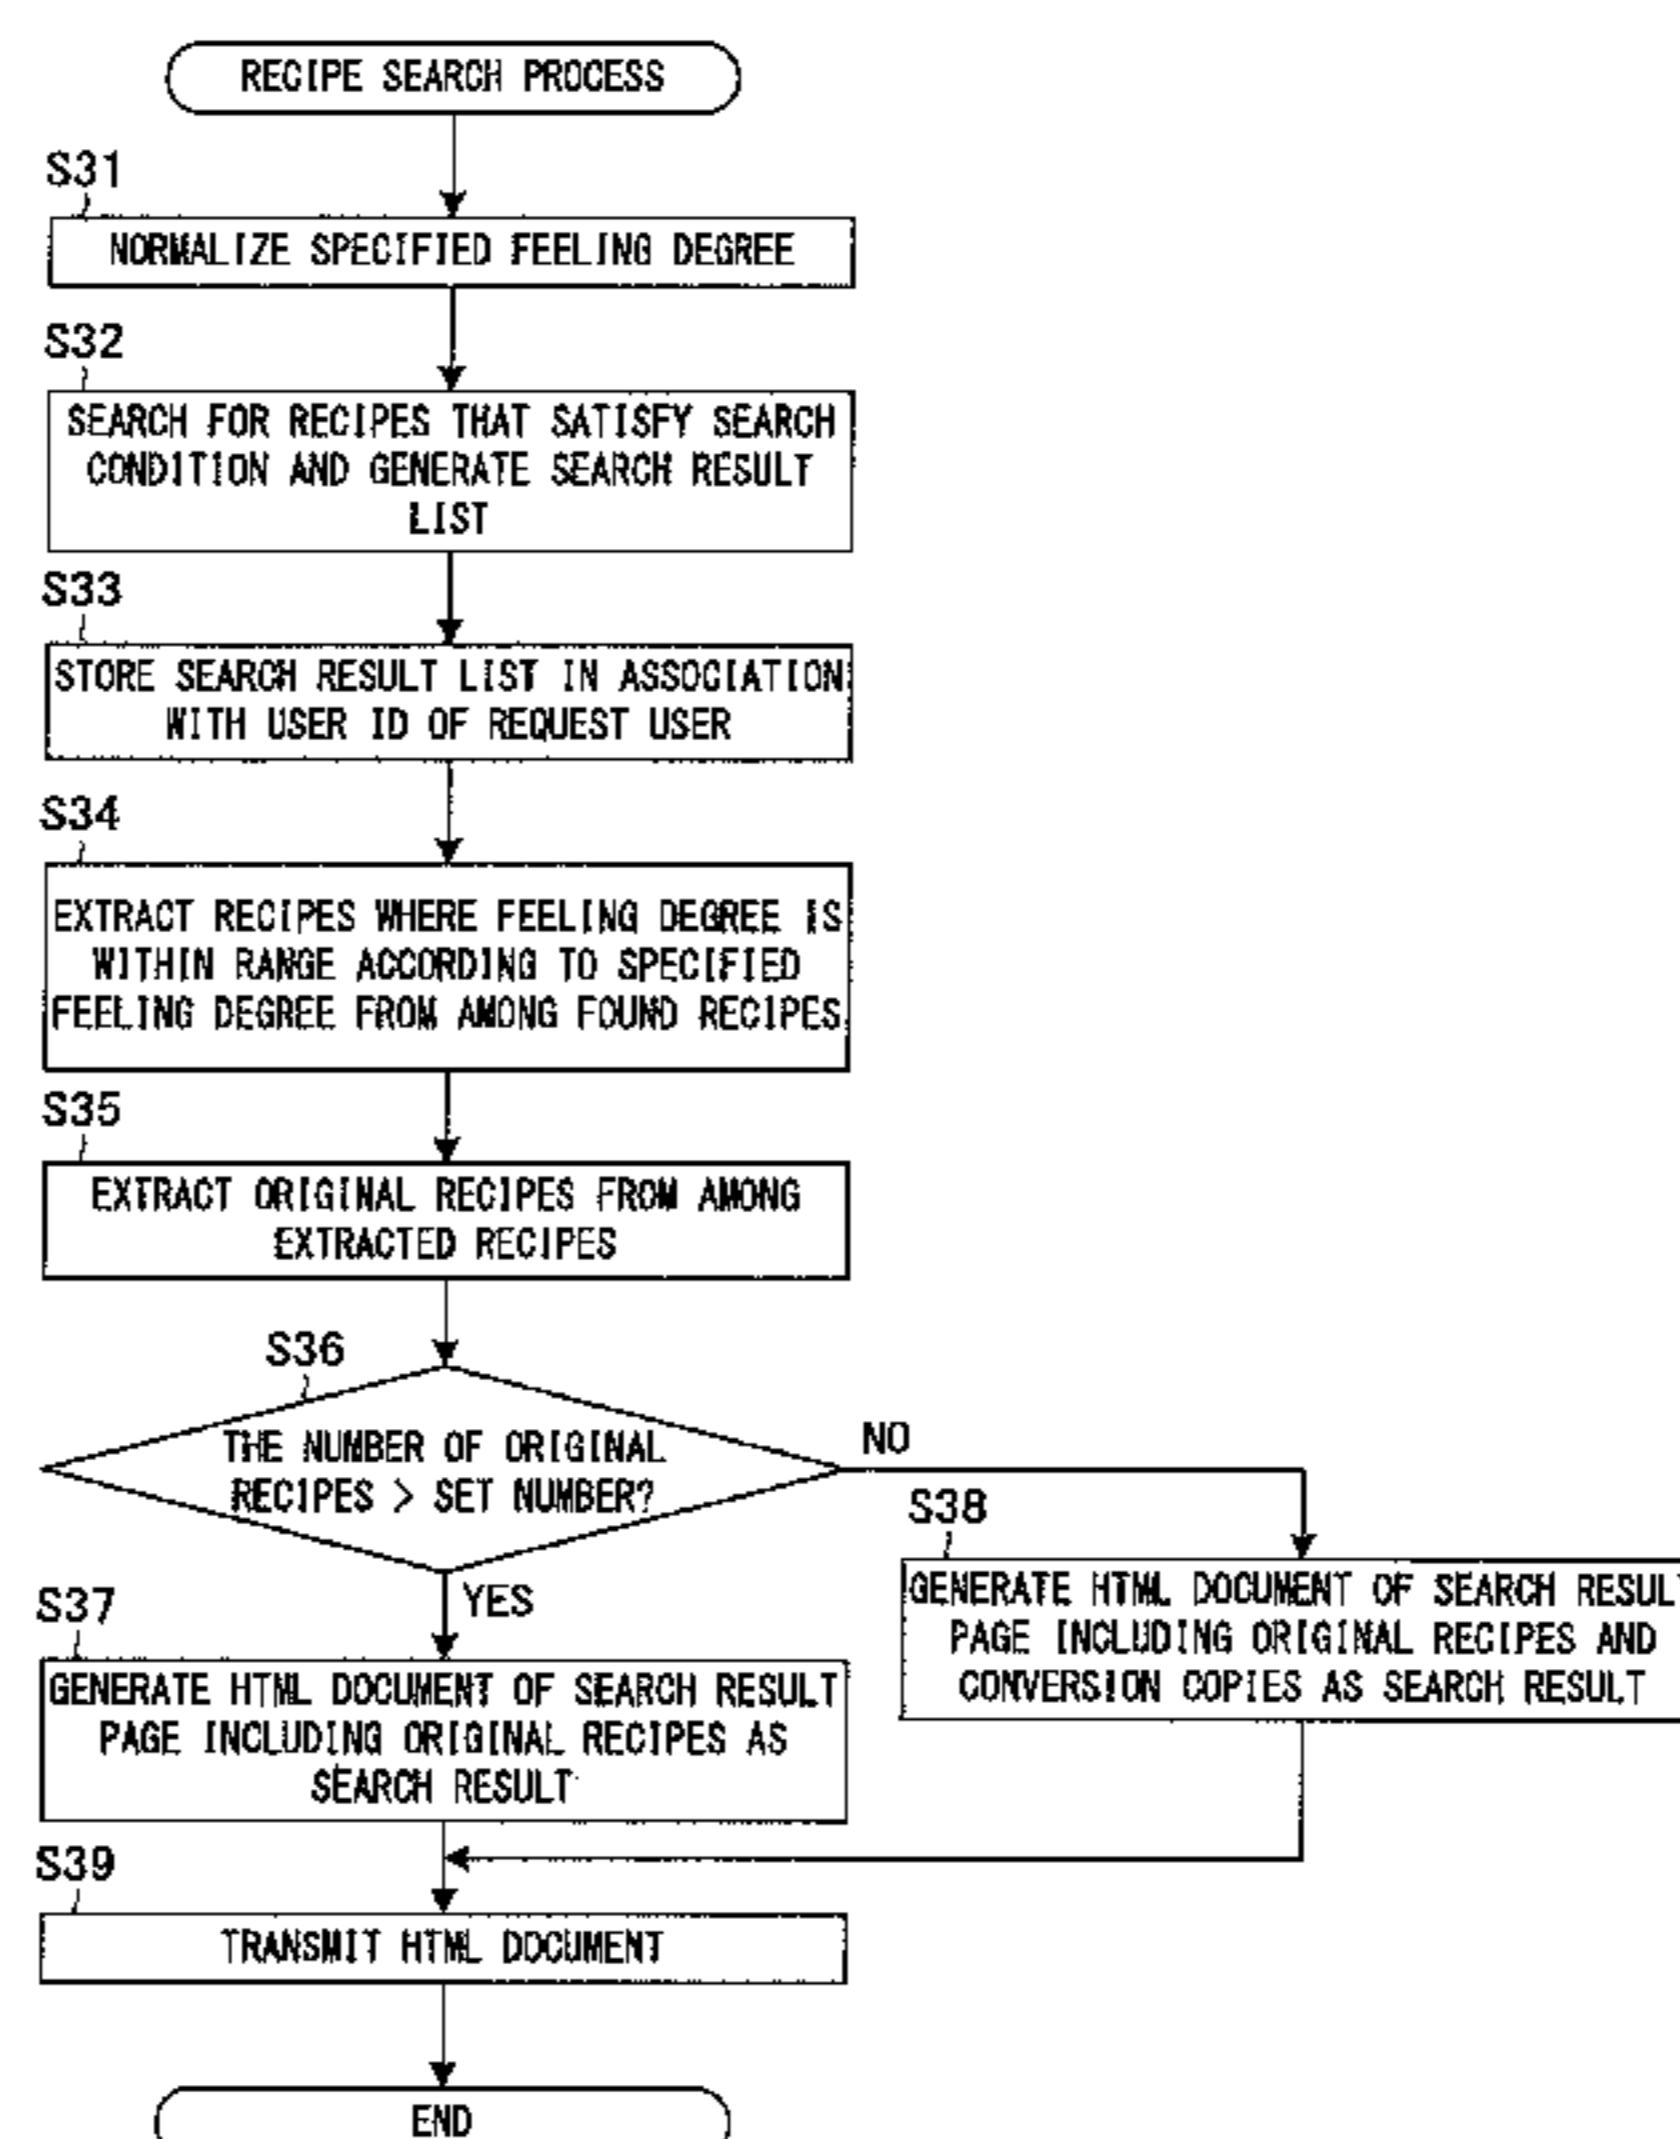 RECIPE SEARCH PROCESS
S31
NORMALIZE SPECIFIED FEELING DEGREE
S32
SEARCH FOR RECIPES THAT SATISFY SEARCH
CONDITION AND GENERATE SEARCH RESULT
LIST
S33
STORE SEARCH RESULT LIST IN ASSOCIATION
WITH USER ID OF REQUEST USER
S34
EXTRACT RECIPES WHERE FEELING DEGREE IS
WITHIN RANGE ACCORDING TO SPECIFIED
FEELING DEGREE FROM AMONG FOUND RECIPES
S35
EXTRACT ORIGINAL RECIPES FROM AMONG
EXTRACTED RECIPES
S36
THE NUMBER OF ORIGINAL
RECIPES > SET NUMBER?
NO
YES
S37
GENERATE HTML DOCUMENT OF SEARCH RESULT
PAGE INCLUDING ORIGINAL RECIPES AS
SEARCH RESULT
S38
GENERATE HTML DOCUMENT OF SEARCH RESULT
PAGE INCLUDING ORIGINAL RECIPES AND
CONVERSION COPIES AS SEARCH RESULT
S39
TRANSMIT HTML DOCUMENT
END